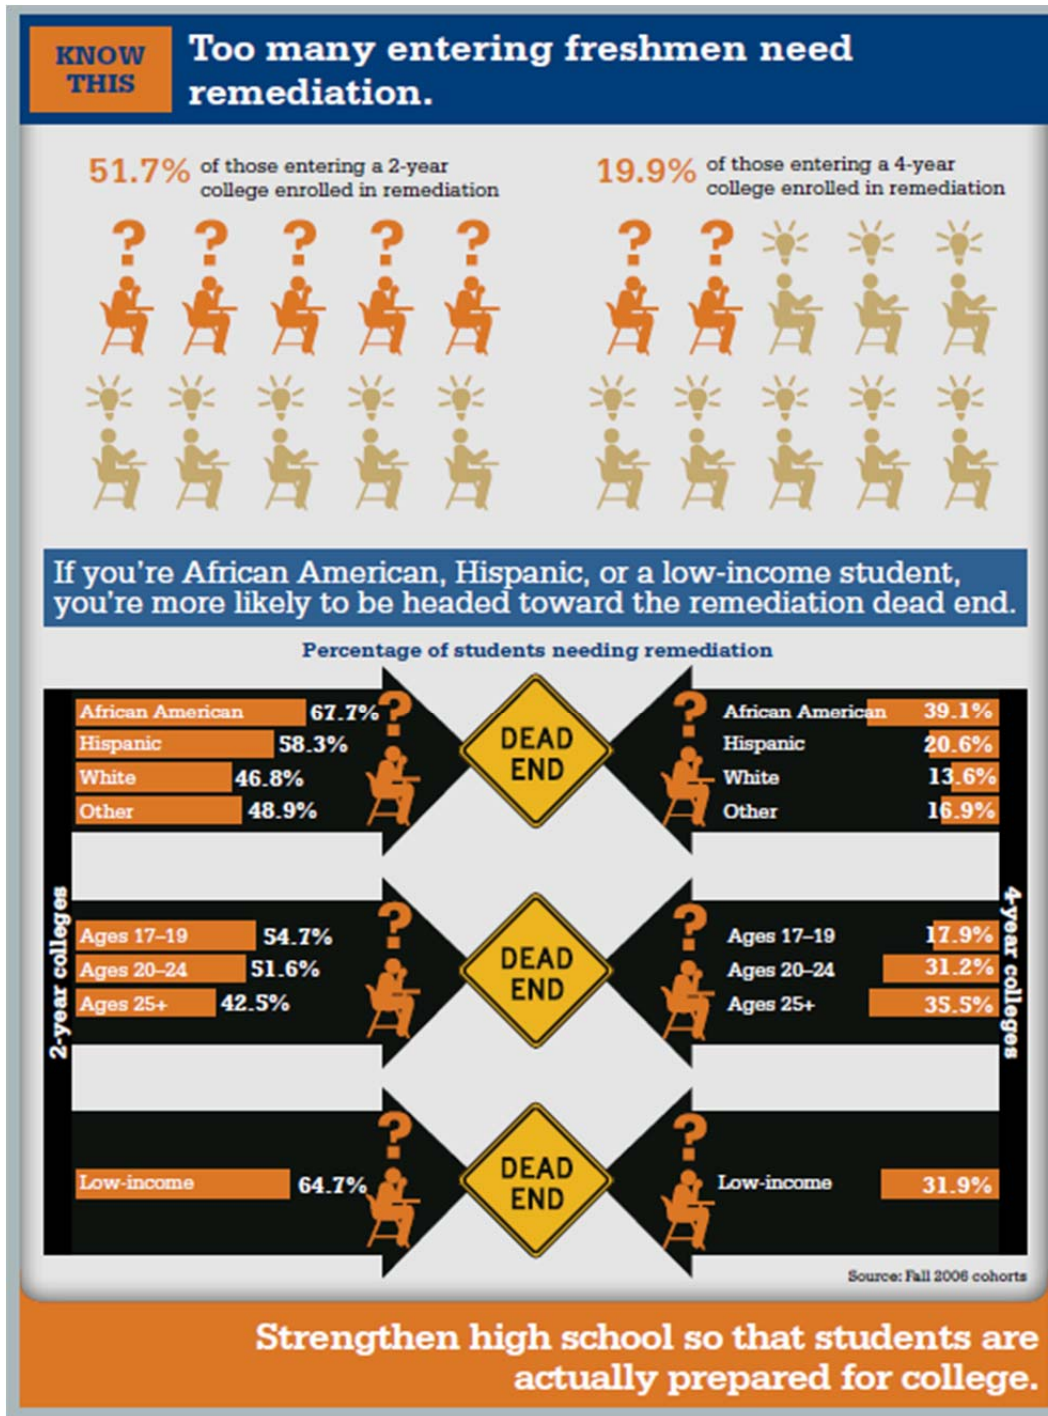 KNOW
THIS
Too many entering freshmen need
remediation.
51.7% of those entering a 2-year
college enrolled in remediation
19.9% of those entering a 4-year
college enrolled in remediation
If you're African American, Hispanic, or a low-income student,
you're more likely to be headed toward the remediation dead end.
Percentage of students needing remediation
2-year colleges
African American 67.7%
Hispanic 58.3%
White 46.8%
Other 48.9%
DEAD
END
African American 39.1%
Hispanic 20.6%
White 13.6%
Other 16.9%
4-year colleges
Ages 17–19 54.7%
Ages 20–24 51.6%
Ages 25+ 42.5%
DEAD
END
Ages 17–19 17.9%
Ages 20–24 31.2%
Ages 25+ 35.5%
Low-income 64.7%
DEAD
END
Low-income 31.9%
Source: Fall 2006 cohorts
Strengthen high school so that students are
actually prepared for college.